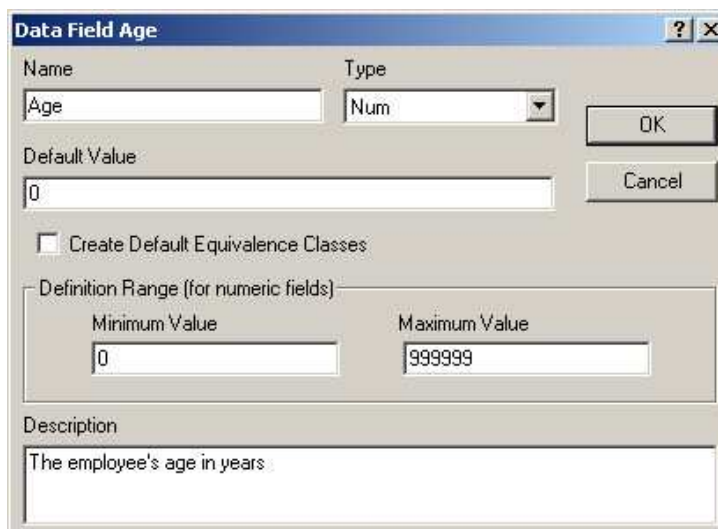 Data Field Age
Name Type
Age Num
OK
Default Value
0
Cancel
Create Default Equivalence Classes
Definition Range (for numeric fields)
Minimum Value Maximum Value
0 999999
Description
The employee's age in years